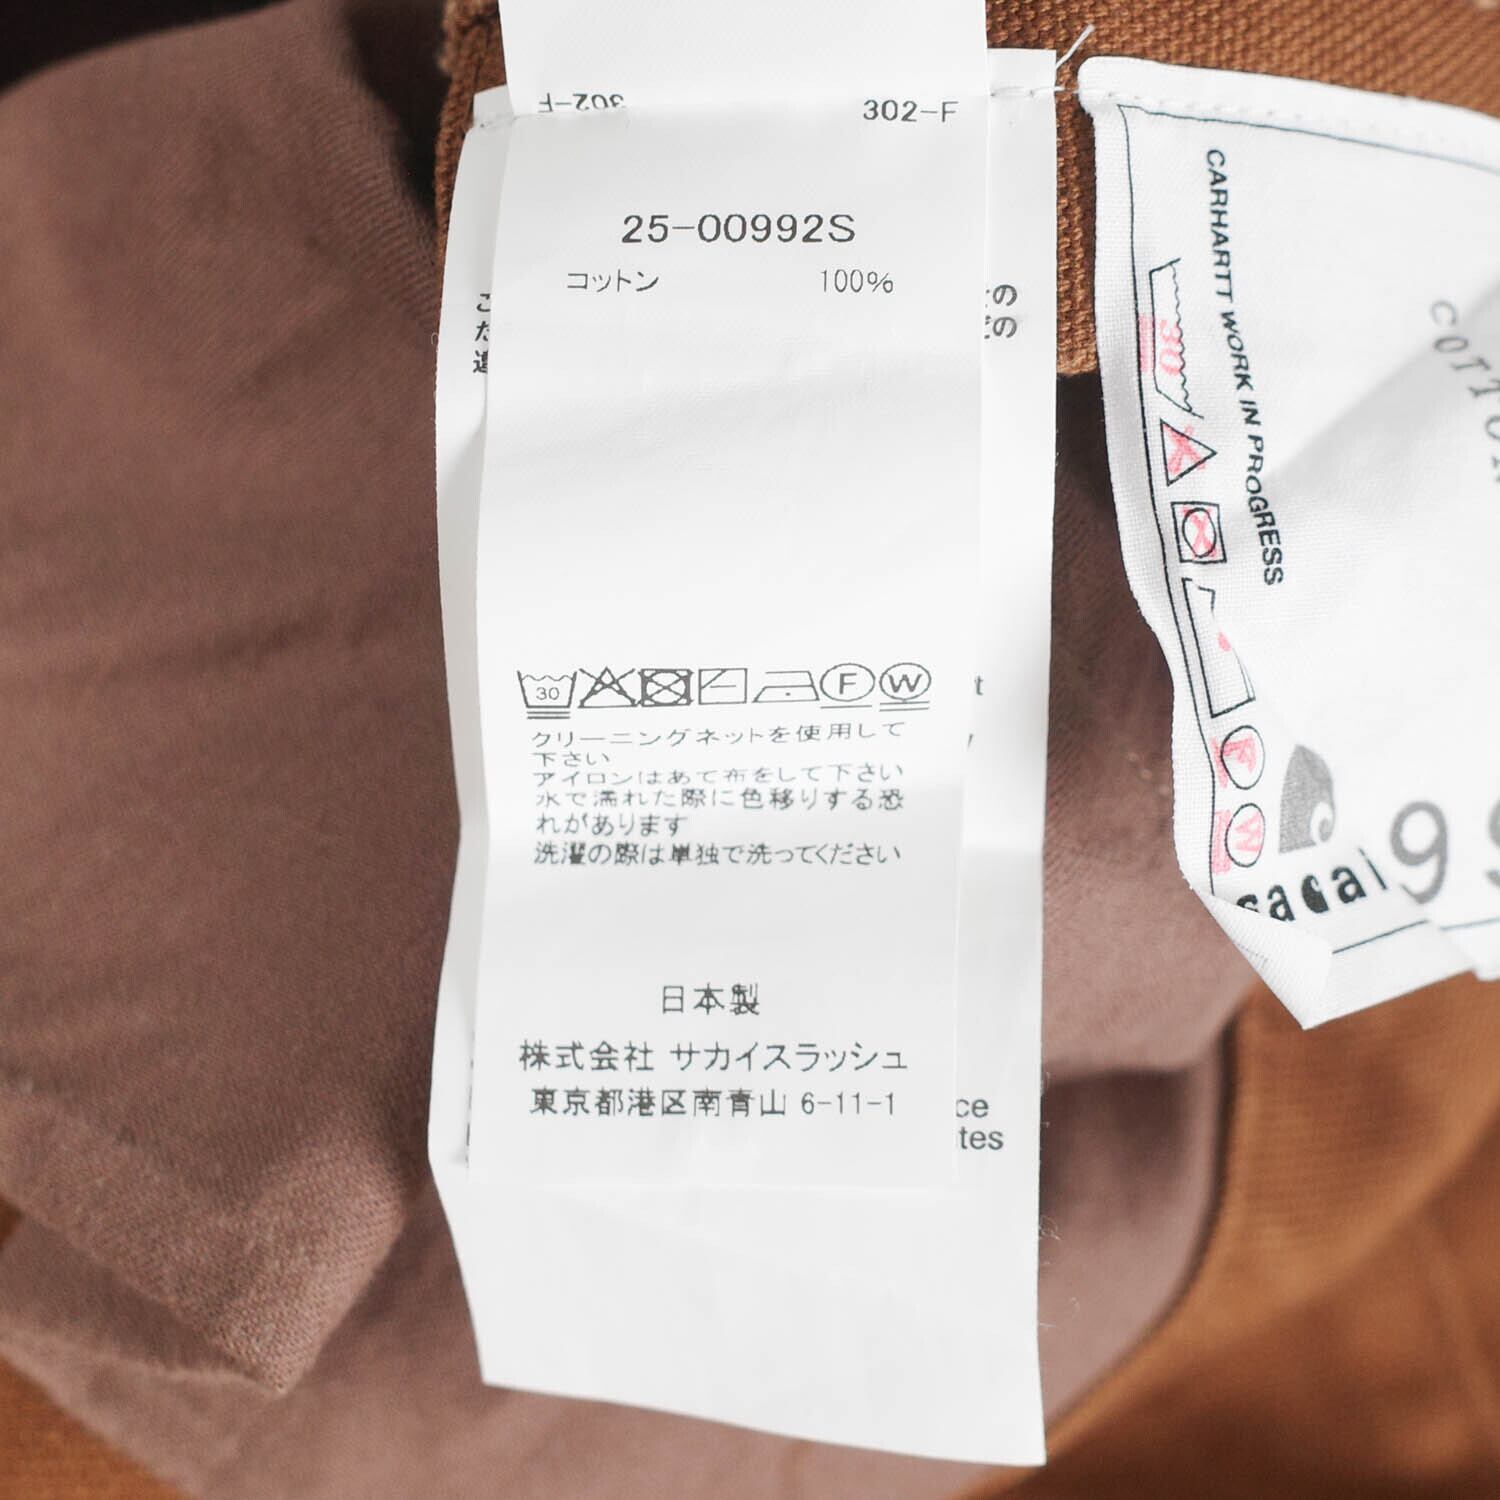 302-F
302-F
25-00992S
コットン 100%
30
F
W
クリーニングネットを使用して
下さい
アイロンはあて布をして下さい
水で濡れた際に色移りする恐
れがあります
洗濯の際は単独で洗ってください
日本製
株式会社 サカイスラッシュ
東京都港区南青山 6-11-1
CARHARTT WORK IN PROGRESS
30
F
W
COTTON
sacai